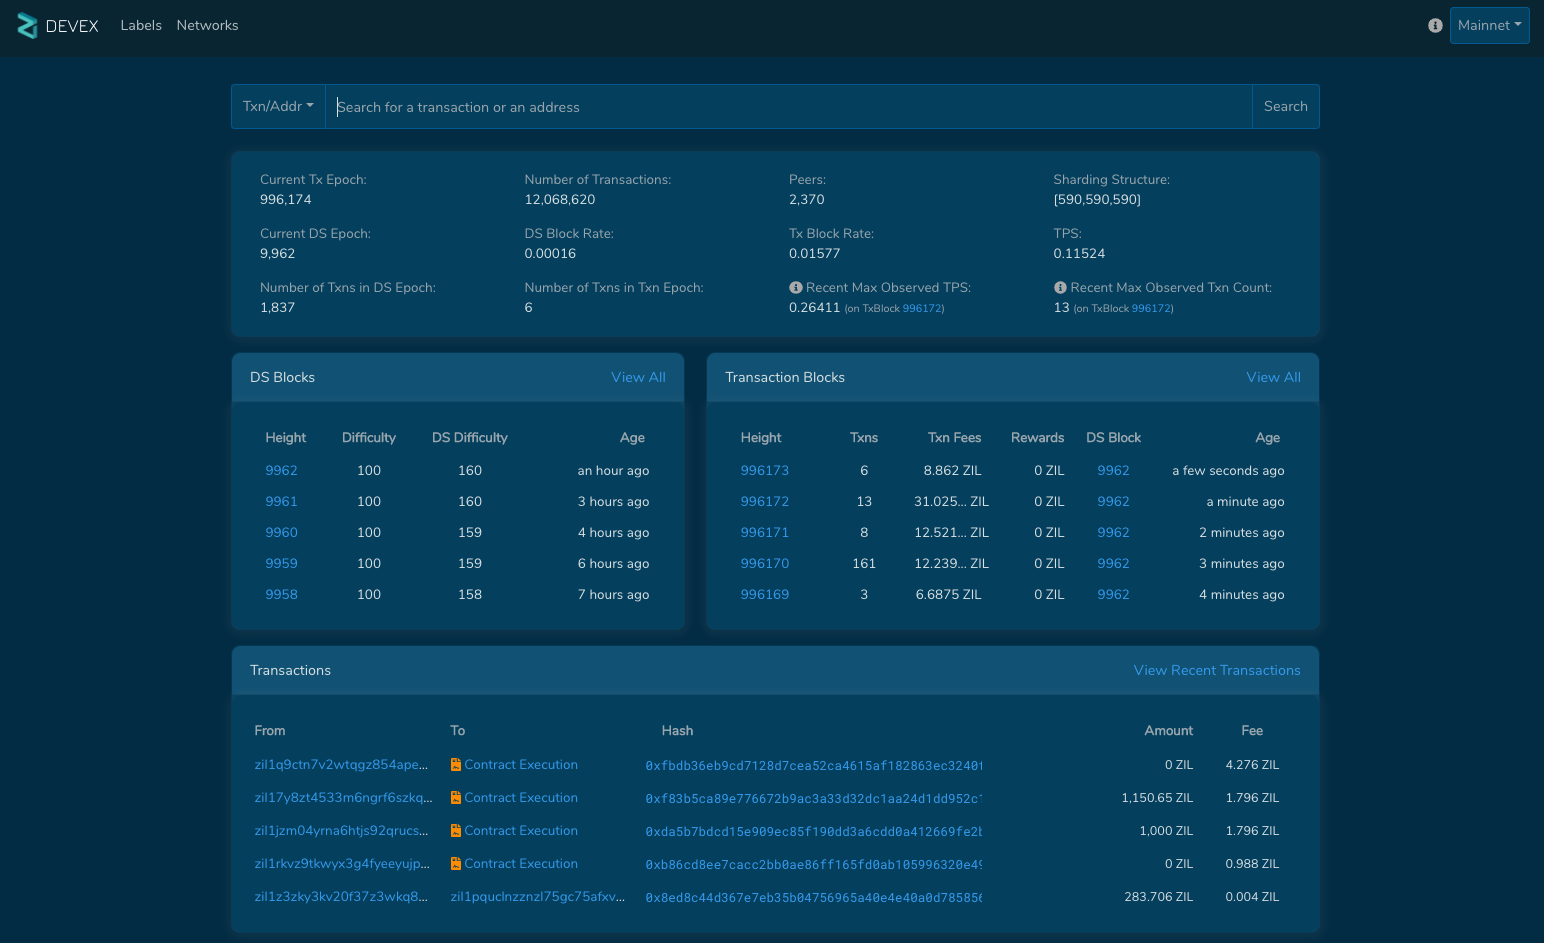 DEVEX Labels Networks Mainnet
Txn/Addr Search for a transaction or an address Search
Current Tx Epoch: Number of Transactions: Peers: Sharding Structure:
996,174 12,068,620 2,370 [590,590,590]
Current DS Epoch: DS Block Rate: Tx Block Rate: TPS:
9,962 0.00016 0.01577 0.11524
Number of Txns in DS Epoch: Number of Txns in Txn Epoch: Recent Max Observed TPS: Recent Max Observed Txn Count:
1,837 6 0.26411 (on TxBlock 996172) 13 (on TxBlock 996172)
DS Blocks View All
Height Difficulty DS Difficulty Age
9962 100 160 an hour ago
9961 100 160 3 hours ago
9960 100 159 4 hours ago
9959 100 159 6 hours ago
9958 100 158 7 hours ago
Transaction Blocks View All
Height Txns Txn Fees Rewards DS Block Age
996173 6 8.862 ZIL 0 ZIL 9962 a few seconds ago
996172 13 31.025... ZIL 0 ZIL 9962 a minute ago
996171 8 12.521... ZIL 0 ZIL 9962 2 minutes ago
996170 161 12.239... ZIL 0 ZIL 9962 3 minutes ago
996169 3 6.6875 ZIL 0 ZIL 9962 4 minutes ago
Transactions View Recent Transactions
From To Hash Amount Fee
zil1q9ctn7v2wtqgz854ape... Contract Execution 0xfbdb36eb9cd7128d7cea52ca4615af182863ec3240f 0 ZIL 4.276 ZIL
zil17y8zt4533m6ngrf6szkq... Contract Execution 0xf83b5ca89e776672b9ac3a33d32dc1aa24d1dd952c1 1,150.65 ZIL 1.796 ZIL
zil1jzm04yrna6htjs92qrucs... Contract Execution 0xda5b7bdcd15e909ec85f190dd3a6cdd0a412669fe2b 1,000 ZIL 1.796 ZIL
zil1rkvz9tkwyx3g4fyeeyujp... Contract Execution 0xb86cd8ee7cacc2bb0ae86ff165fd0ab105996320e49 0 ZIL 0.988 ZIL
zil1z3zky3kv20f37z3wkq8... zil1pquclnzznzl75gc75afxv... 0x8ed8c44d367e7eb35b04756965a40e4e40a0d785856 283.706 ZIL 0.004 ZIL